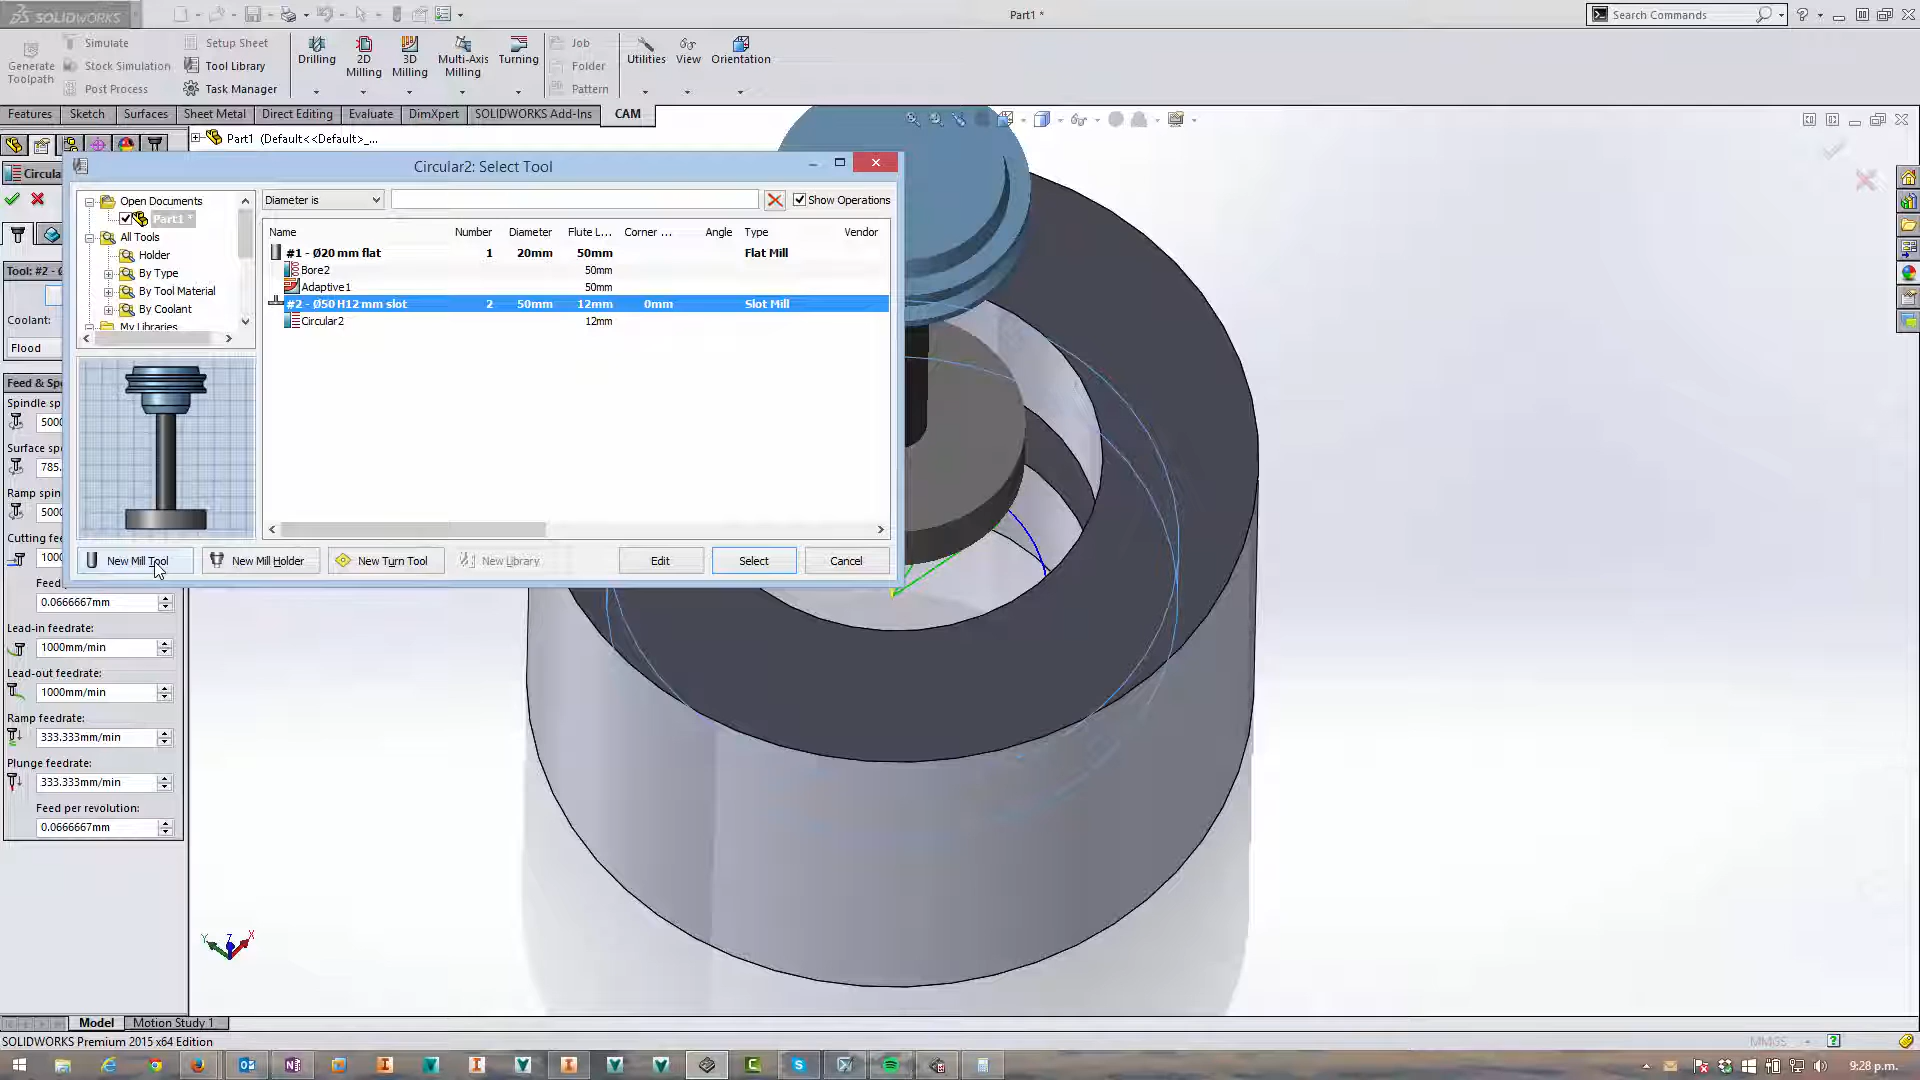 SOLIDWORKS
Part1 *
Search Commands
Generate Toolpath
Simulate
Stock Simulation
Post Process
Setup Sheet
Tool Library
Task Manager
Drilling
2D Milling
3D Milling
Multi-Axis Milling
Turning
Job
Folder
Pattern
Utilities
View
Orientation
Features
Sketch
Surfaces
Sheet Metal
Direct Editing
Evaluate
DimXpert
SOLIDWORKS Add-Ins
CAM
Part1 (Default<<Default>_...
Circula
Circular2: Select Tool
Open Documents
Part1 *
All Tools
Holder
By Type
By Tool Material
By Coolant
My Libraries
Diameter is
Show Operations
Name Number Diameter Flute L... Corner ... Angle Type Vendor
#1 - Ø20 mm flat 1 20mm 50mm Flat Mill
Bore2 50mm
Adaptive1 50mm
#2 - Ø50 H12 mm slot 2 50mm 12mm 0mm Slot Mill
Circular2 12mm
New Mill Tool
New Mill Holder
New Turn Tool
New Library
Edit
Select
Cancel
Tool: #2 - Ø
Coolant:
Flood
Feed & Spe
Spindle sp
5000
Surface spe
785.
Ramp spin
5000
Cutting fee
1000
Feed
0.0666667mm
Lead-in feedrate:
1000mm/min
Lead-out feedrate:
1000mm/min
Ramp feedrate:
333.333mm/min
Plunge feedrate:
333.333mm/min
Feed per revolution:
0.0666667mm
Y Z X
Model
Motion Study 1
SOLIDWORKS Premium 2015 x64 Edition
MMGS
9:28 p.m.